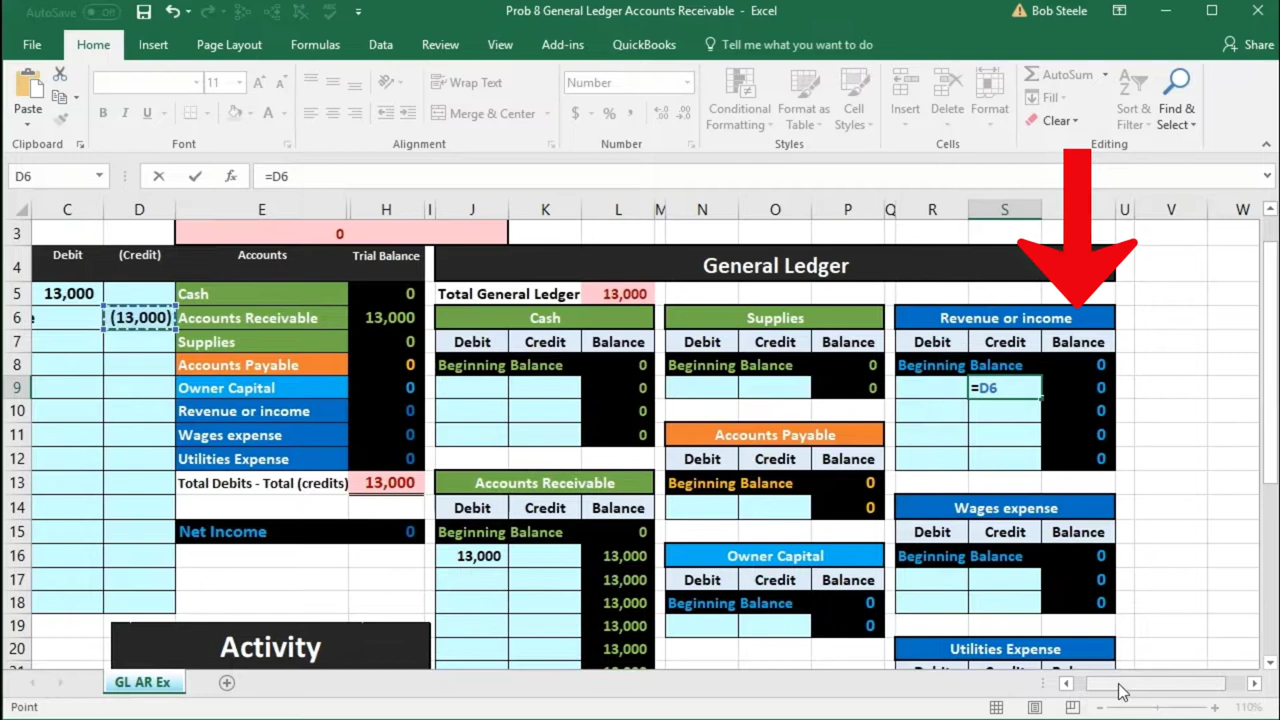 AutoSave Off
Prob 8 General Ledger Accounts Receivable - Excel
Bob Steele
File Home Insert Page Layout Formulas Data Review View Add-ins QuickBooks Tell me what you want to do Share
Paste
11 A A
B I U A
Wrap Text
Merge & Center
Number
$ % ,
Conditional Formatting
Format as Table
Cell Styles
Insert Delete Format
AutoSum
Fill
Clear
Sort & Filter
Find & Select
Clipboard Font Alignment Number Styles Cells Editing
D6 fx =D6
C D E H I J K L M N O P Q R S U V W
3 0
4 Debit (Credit) Accounts Trial Balance General Ledger
5 13,000 Cash 0 Total General Ledger 13,000
6 (13,000) Accounts Receivable 13,000 Cash Supplies Revenue or income
7 Supplies 0 Debit Credit Balance Debit Credit Balance Debit Credit Balance
8 Accounts Payable 0 Beginning Balance 0 Beginning Balance 0 Beginning Balance 0
9 Owner Capital 0 0 0 =D6 0
10 Revenue or income 0 0 0
11 Wages expense 0 0 Accounts Payable 0
12 Utilities Expense 0 Debit Credit Balance 0
13 Total Debits - Total (credits) 13,000 Accounts Receivable Beginning Balance 0
14 Debit Credit Balance 0 Wages expense
15 Net Income 0 Beginning Balance 0 Debit Credit Balance
16 13,000 13,000 Owner Capital Beginning Balance 0
17 13,000 Debit Credit Balance 0
18 13,000 Beginning Balance 0 0
19 13,000 0
20 Activity 13,000 Utilities Expense
GL AR Ex
Point
110%